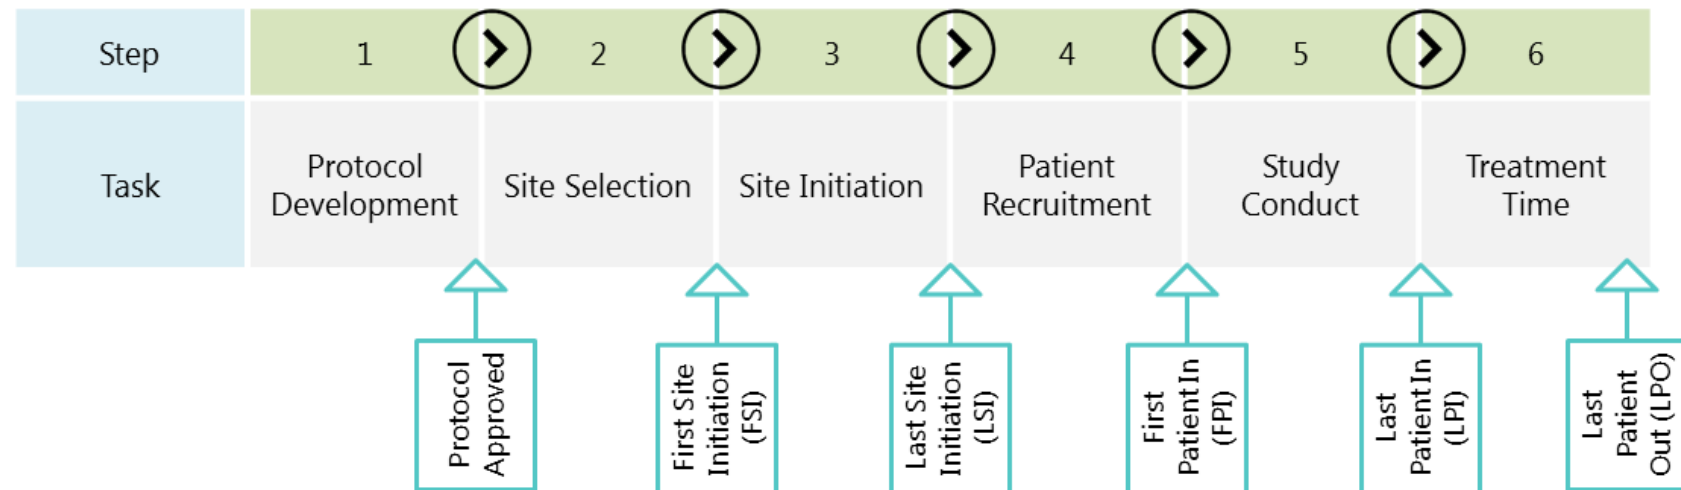 Step 1 2 3 4 5 6
Task
Protocol
Development
Site Selection
Site Initiation
Patient
Recruitment
Study
Conduct
Treatment
Time
Protocol
Approved
First Site
Initiation
(FSI)
Last Site
Initiation
(LSI)
First
Patient In
(FPI)
Last
Patient In
(LPI)
Last
Patient
Out (LPO)